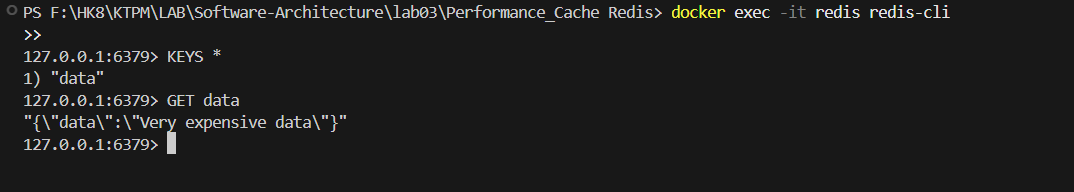 PS F:\HK8\KTPM\LAB\Software-Architecture\lab03\Performance_Cache Redis> docker exec -it redis redis-cli
>>
127.0.0.1:6379> KEYS *
1) "data"
127.0.0.1:6379> GET data
"{\"data\":\"Very expensive data\"}"
127.0.0.1:6379>